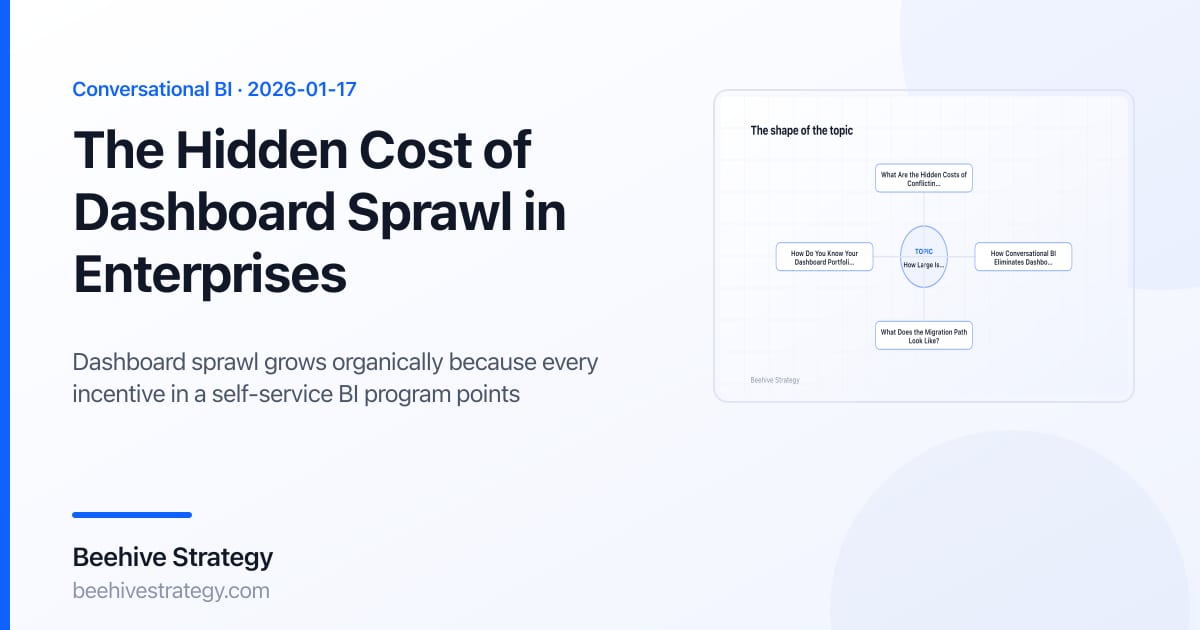 Conversational BI · 2026-01-17
The Hidden Cost of
Dashboard Sprawl in
Enterprises
Dashboard sprawl grows organically because every
incentive in a self-service BI program points
Beehive Strategy
beehivestrategy.com
The shape of the topic
What Are the Hidden Costs of
Conflictin...
How Do You Know Your
Dashboard Portfoli...
TOPIC
How Large Is...
How Conversational BI
Eliminates Dashbo...
What Does the Migration Path
Look Like?
Beehive Strategy